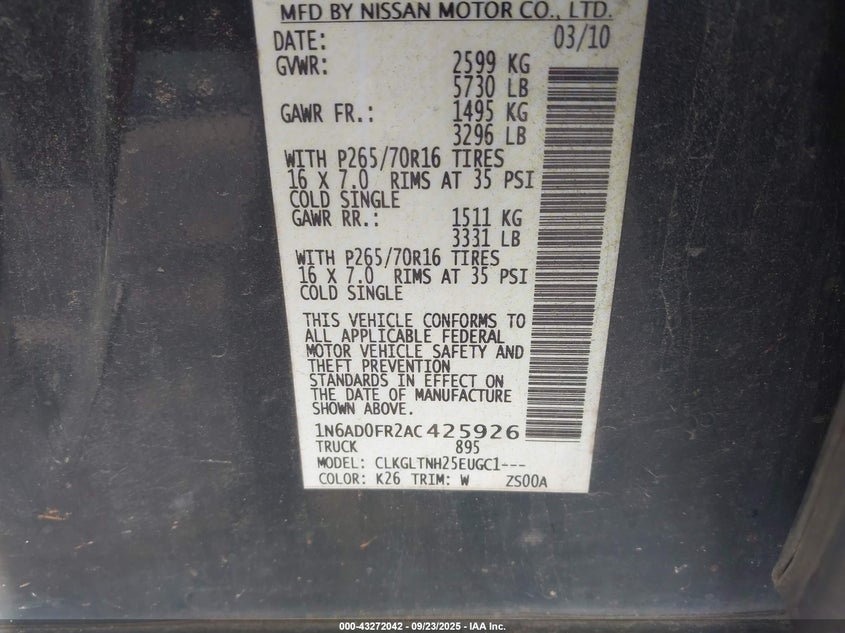 MFD BY NISSAN MOTOR CO., LTD.
DATE: 03/10
GVWR: 2599 KG
5730 LB
GAWR FR.: 1495 KG
3296 LB
WITH P265/70R16 TIRES
16 X 7.0 RIMS AT 35 PSI
COLD SINGLE
GAWR RR.: 1511 KG
3331 LB
WITH P265/70R16 TIRES
16 X 7.0 RIMS AT 35 PSI
COLD SINGLE
THIS VEHICLE CONFORMS TO
ALL APPLICABLE FEDERAL
MOTOR VEHICLE SAFETY AND
THEFT PREVENTION
STANDARDS IN EFFECT ON
THE DATE OF MANUFACTURE
SHOWN ABOVE.
1N6AD0FR2AC425926
TRUCK 895
MODEL: CLKGLTNH25EUGC1---
COLOR: K26 TRIM: W ZS00A
000-43272042 - 09/23/2025 - IAA Inc.